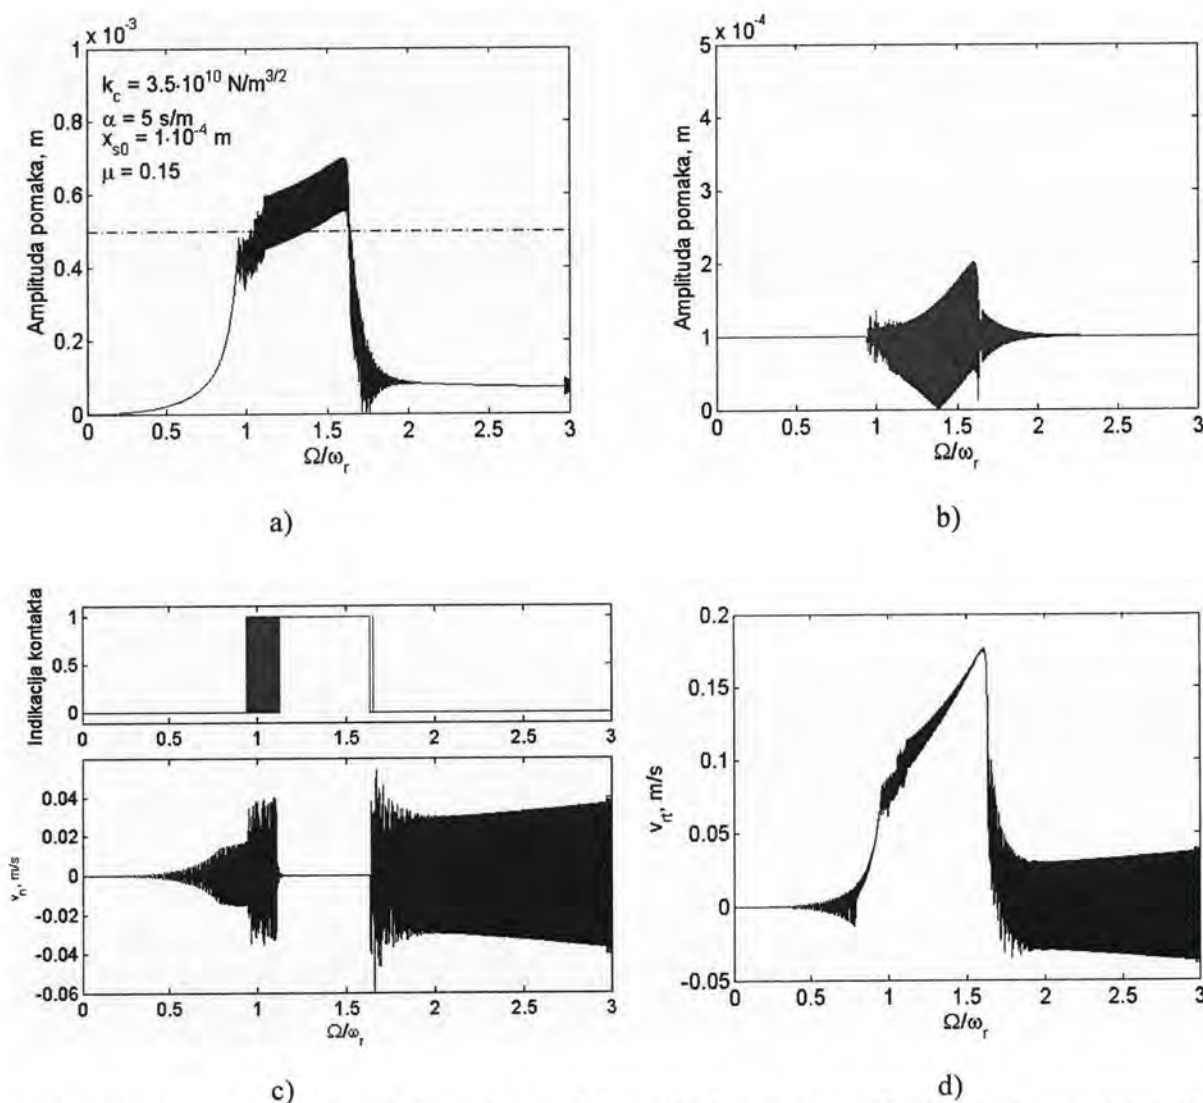 x 10⁻³
1
0.8
0.6
0.4
0.2
0
Amplituda pomaka, m
k_c = 3.5·10¹⁰ N/m^{3/2}
α = 5 s/m
x_{s0} = 1·10⁻⁴ m
μ = 0.15
0 0.5 1 1.5 2 2.5 3
Ω/ω_r
a)
x 10⁻⁴
5
4
3
2
1
0
Amplituda pomaka, m
0 0.5 1 1.5 2 2.5 3
Ω/ω_r
b)
Indikacija kontakta
1
0.5
0
0 0.5 1 1.5 2 2.5 3
v_n, m/s
0.04
0.02
0
-0.02
-0.04
-0.06
0 0.5 1 1.5 2 2.5 3
Ω/ω_r
c)
v_{rt}, m/s
0.2
0.15
0.1
0.05
0
-0.05
0 0.5 1 1.5 2 2.5 3
Ω/ω_r
d)